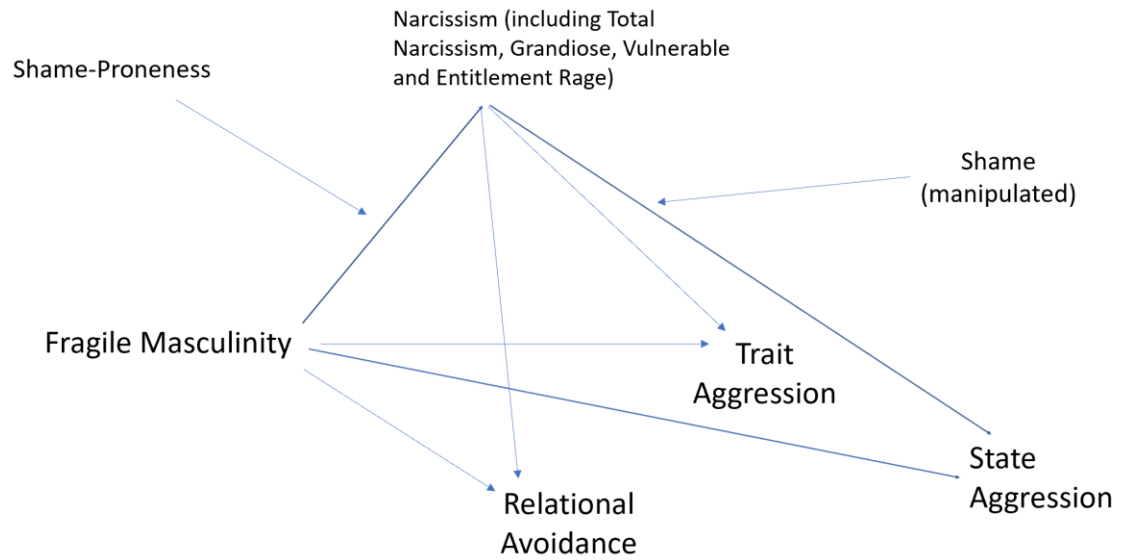 Narcissism (including Total
Narcissism, Grandiose, Vulnerable
and Entitlement Rage)
Shame-Proneness
Shame
(manipulated)
Fragile Masculinity
Trait
Aggression
State
Aggression
Relational
Avoidance